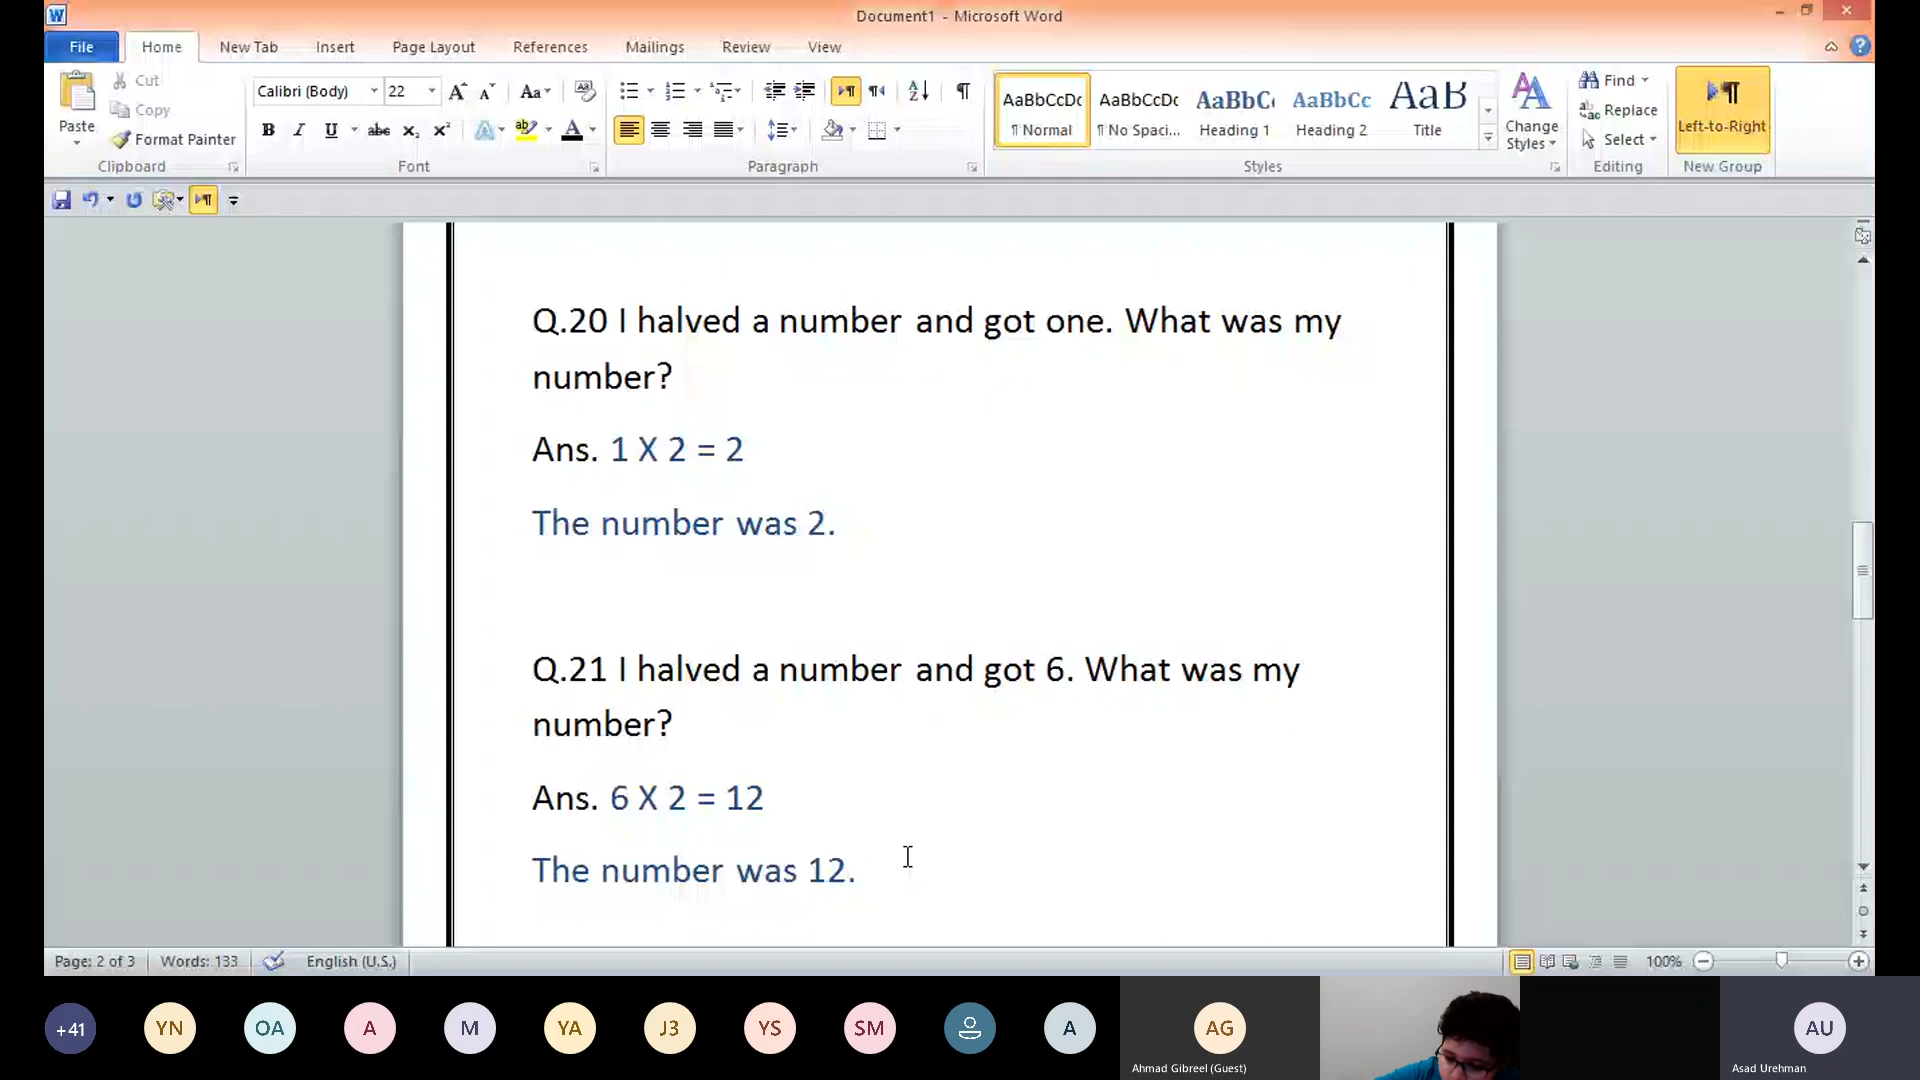 Document1 - Microsoft Word
File Home New Tab Insert Page Layout References Mailings Review View
Paste
Cut
Copy
Format Painter
Clipboard
Calibri (Body) 22
Font
Paragraph
AaBbCcDc AaBbCcDc AaBbC AaBbCc AaB
¶ Normal ¶ No Spaci... Heading 1 Heading 2 Title
Change
Styles
Styles
Find
Replace
Select
Editing
Left-to-Right
New Group
Q.20 I halved a number and got one. What was my
number?
Ans. 1 X 2 = 2
The number was 2.
Q.21 I halved a number and got 6. What was my
number?
Ans. 6 X 2 = 12
The number was 12.
Page: 2 of 3 Words: 133 English (U.S.) 100%
+41 YN OA A M YA J3 YS SM A AG AU
Ahmad Gibreel (Guest) Asad Urehman